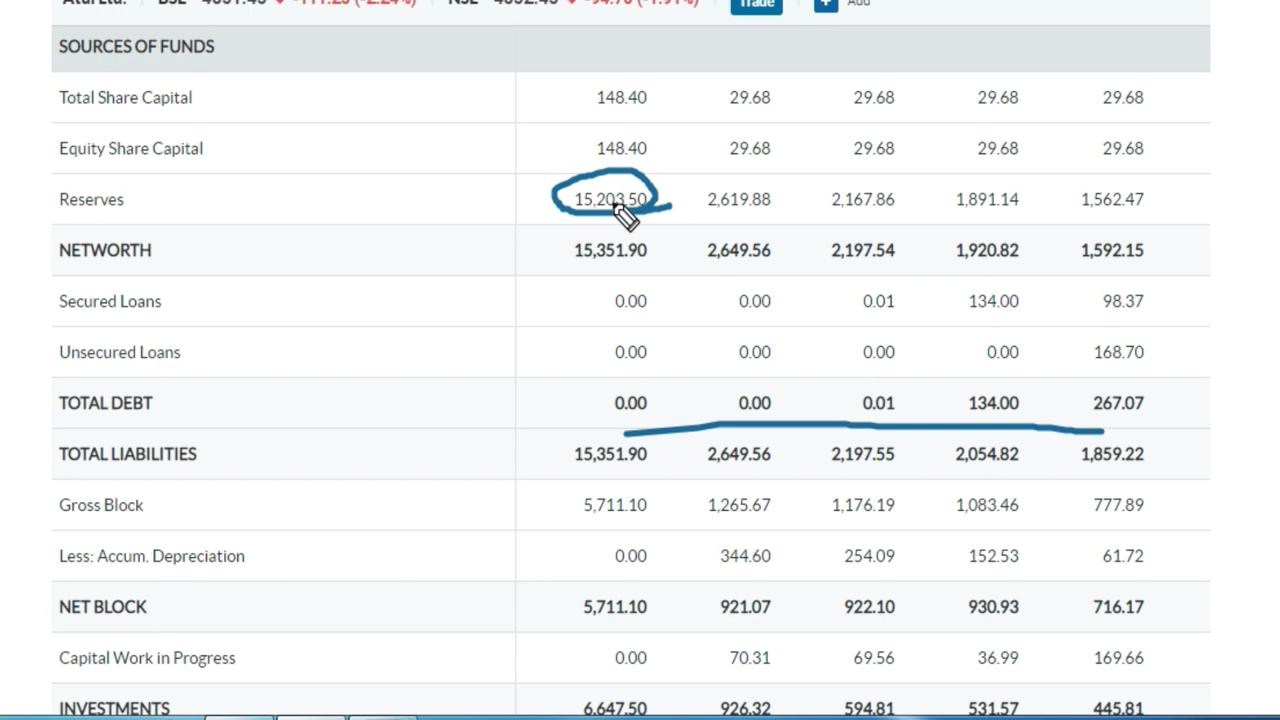 Trade Add
SOURCES OF FUNDS
Total Share Capital 148.40 29.68 29.68 29.68 29.68
Equity Share Capital 148.40 29.68 29.68 29.68 29.68
Reserves 15,203.50 2,619.88 2,167.86 1,891.14 1,562.47
NETWORTH 15,351.90 2,649.56 2,197.54 1,920.82 1,592.15
Secured Loans 0.00 0.00 0.01 134.00 98.37
Unsecured Loans 0.00 0.00 0.00 0.00 168.70
TOTAL DEBT 0.00 0.00 0.01 134.00 267.07
TOTAL LIABILITIES 15,351.90 2,649.56 2,197.55 2,054.82 1,859.22
Gross Block 5,711.10 1,265.67 1,176.19 1,083.46 777.89
Less: Accum. Depreciation 0.00 344.60 254.09 152.53 61.72
NET BLOCK 5,711.10 921.07 922.10 930.93 716.17
Capital Work in Progress 0.00 70.31 69.56 36.99 169.66
INVESTMENTS 6,647.50 926.32 594.81 531.57 445.81